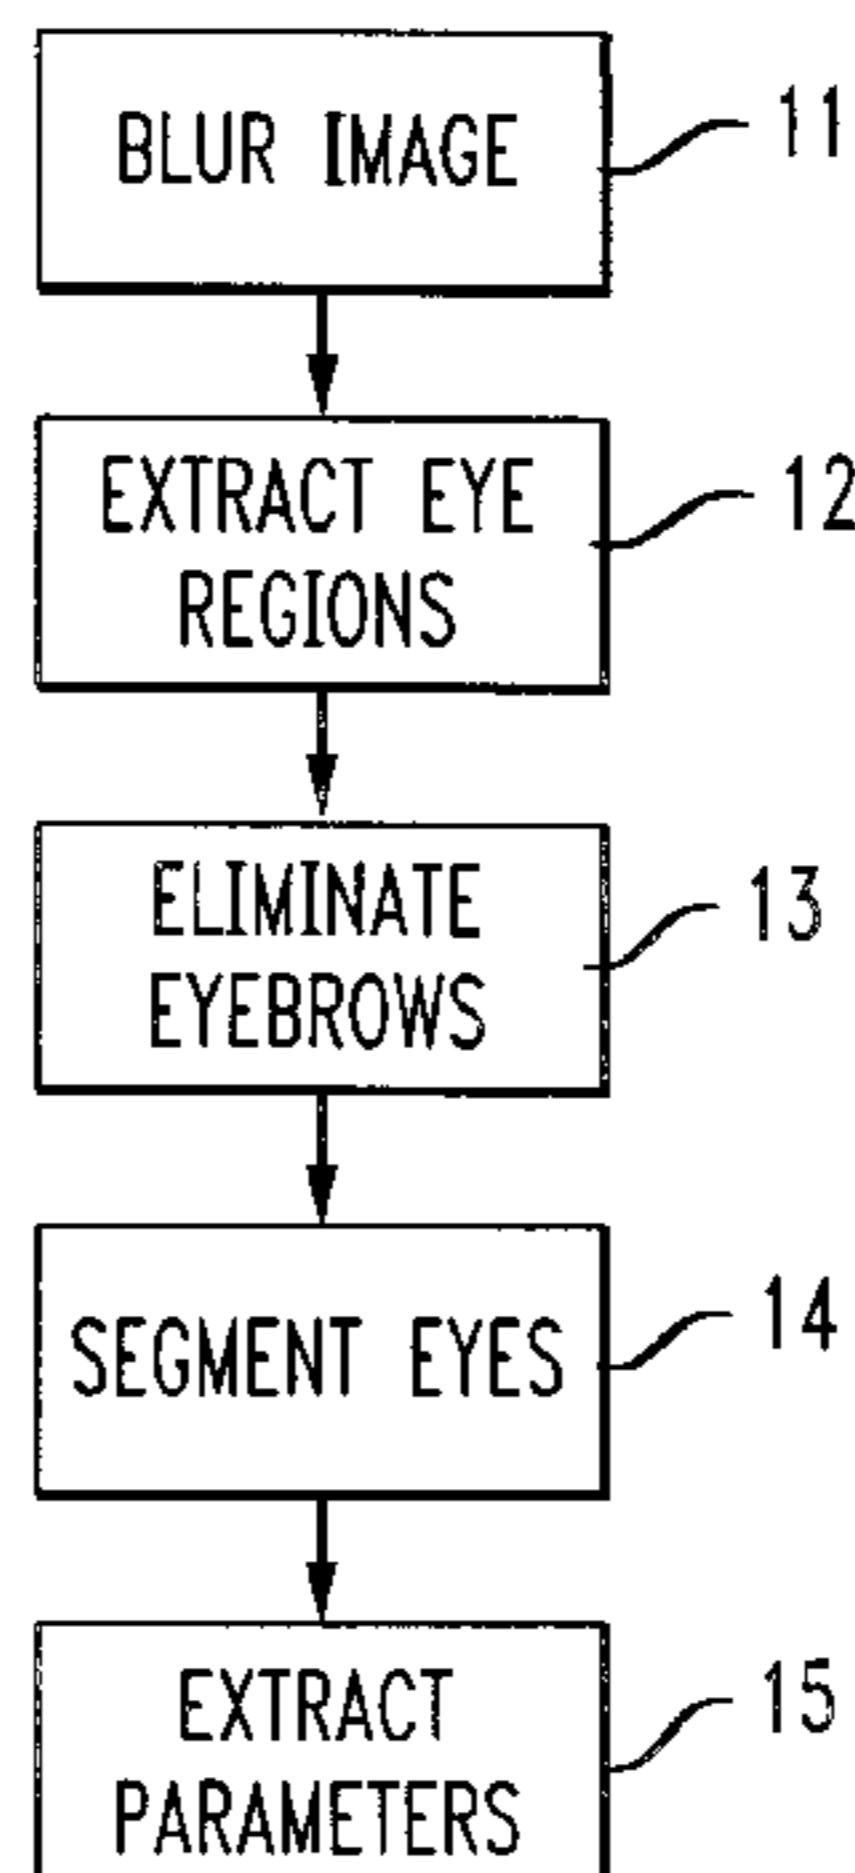 BLUR IMAGE
11
EXTRACT EYE
REGIONS
12
ELIMINATE
EYEBROWS
13
SEGMENT EYES
14
EXTRACT
PARAMETERS
15